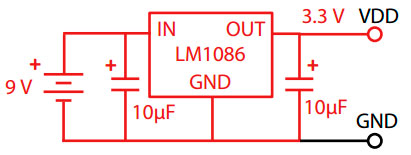 3.3 V VDD
IN OUT
LM1086
GND
+ + +
9 V
10µF
10µF
GND